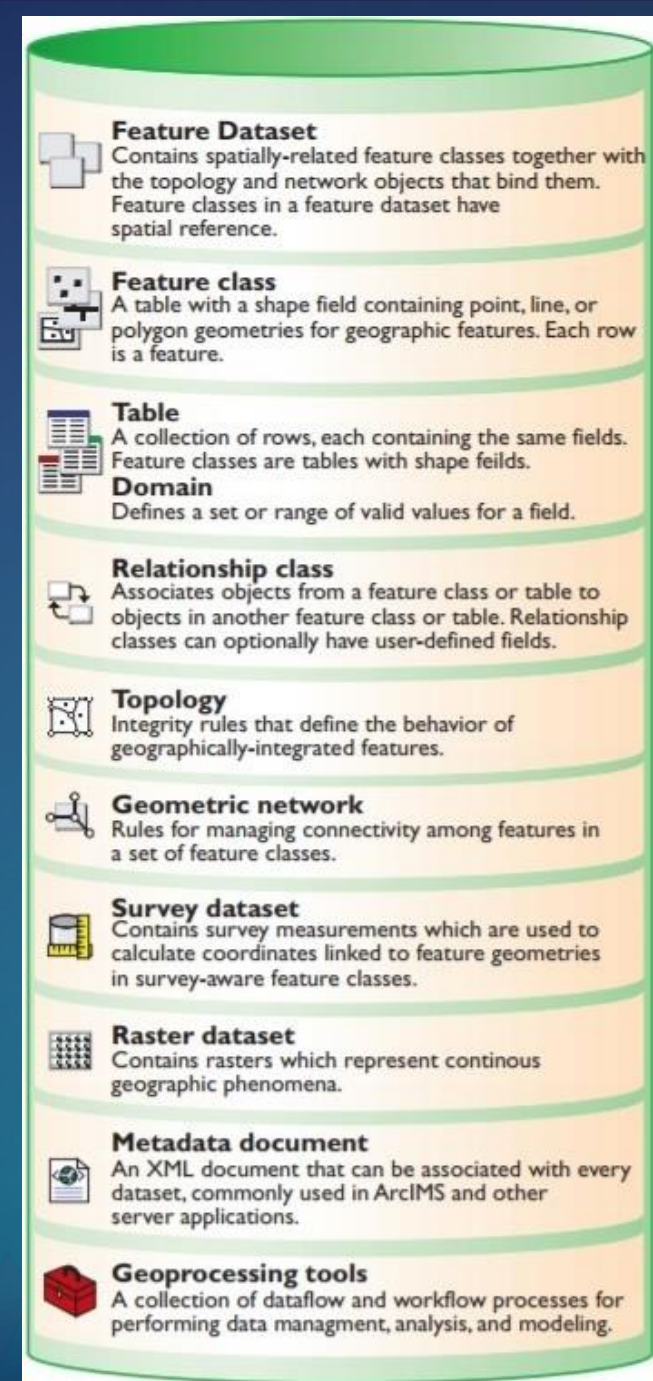 Feature Dataset
Contains spatially-related feature classes together with
the topology and network objects that bind them.
Feature classes in a feature dataset have
spatial reference.
Feature class
A table with a shape field containing point, line, or
polygon geometries for geographic features. Each row
is a feature.
Table
A collection of rows, each containing the same fields.
Feature classes are tables with shape feilds.
Domain
Defines a set or range of valid values for a field.
Relationship class
Associates objects from a feature class or table to
objects in another feature class or table. Relationship
classes can optionally have user-defined fields.
Topology
Integrity rules that define the behavior of
geographically-integrated features.
Geometric network
Rules for managing connectivity among features in
a set of feature classes.
Survey dataset
Contains survey measurements which are used to
calculate coordinates linked to feature geometries
in survey-aware feature classes.
Raster dataset
Contains rasters which represent continous
geographic phenomena.
Metadata document
An XML document that can be associated with every
dataset, commonly used in ArcIMS and other
server applications.
Geoprocessing tools
A collection of dataflow and workflow processes for
performing data managment, analysis, and modeling.